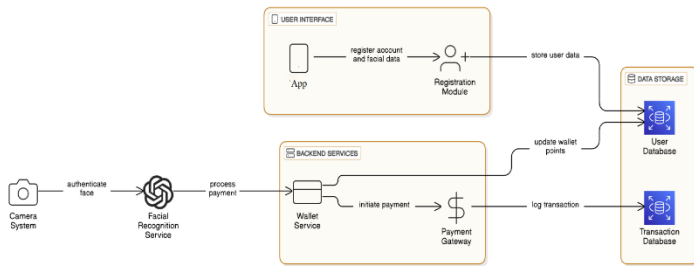 USER INTERFACE
register account
and facial data
`App
Registration
Module
store user data
DATA STORAGE
User
Database
update wallet
points
BACKEND SERVICES
authenticate
face
process
payment
initiate payment
log transaction
Camera
System
Facial
Recognition
Service
Wallet
Service
Payment
Gateway
Transaction
Database